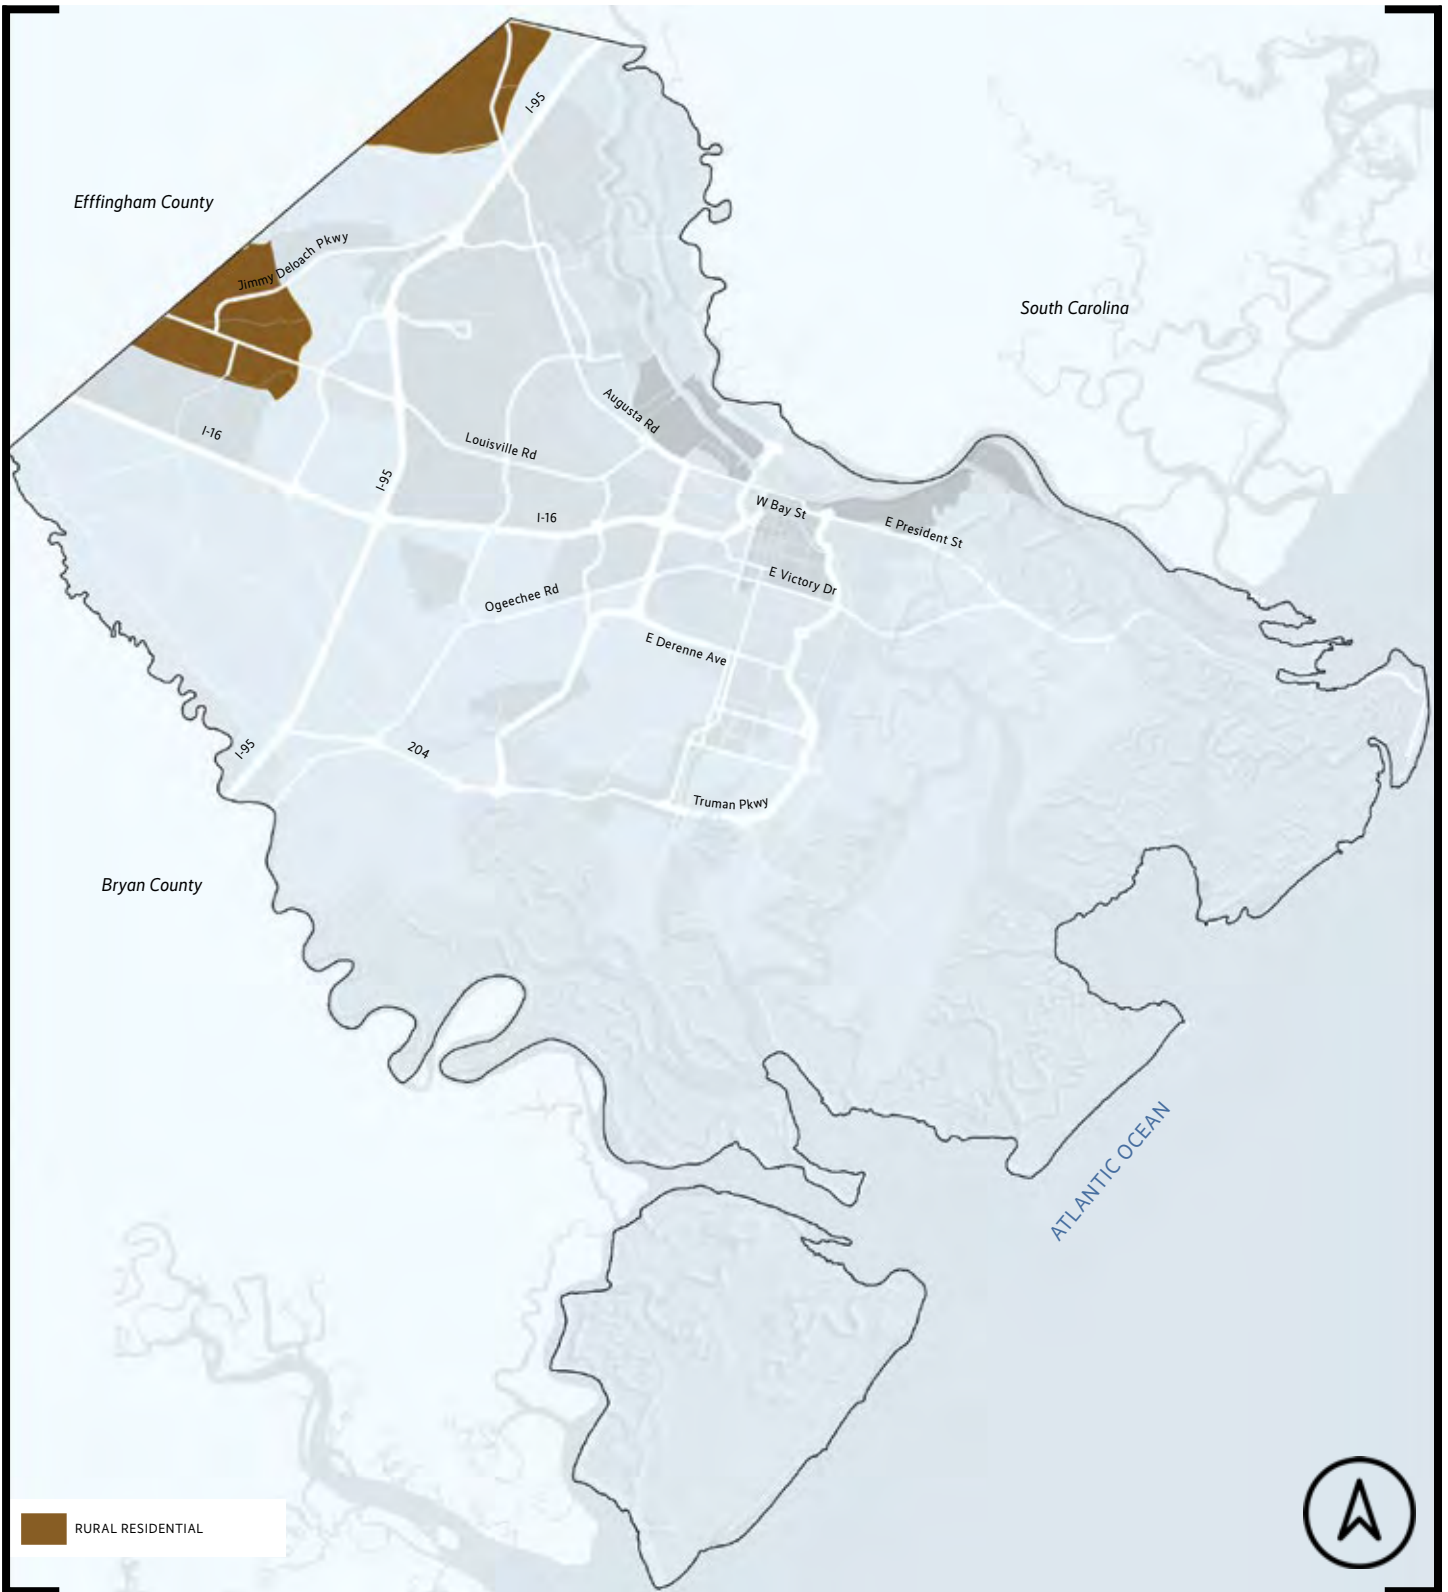 I-95
Efffingham County
Jimmy Deloach Pkwy
South Carolina
Augusta Rd
I-16
Louisville Rd
I-95
W Bay St
I-16
E President St
E Victory Dr
Ogeechee Rd
E Derenne Ave
I-95
204
Truman Pkwy
Bryan County
ATLANTIC OCEAN
RURAL RESIDENTIAL